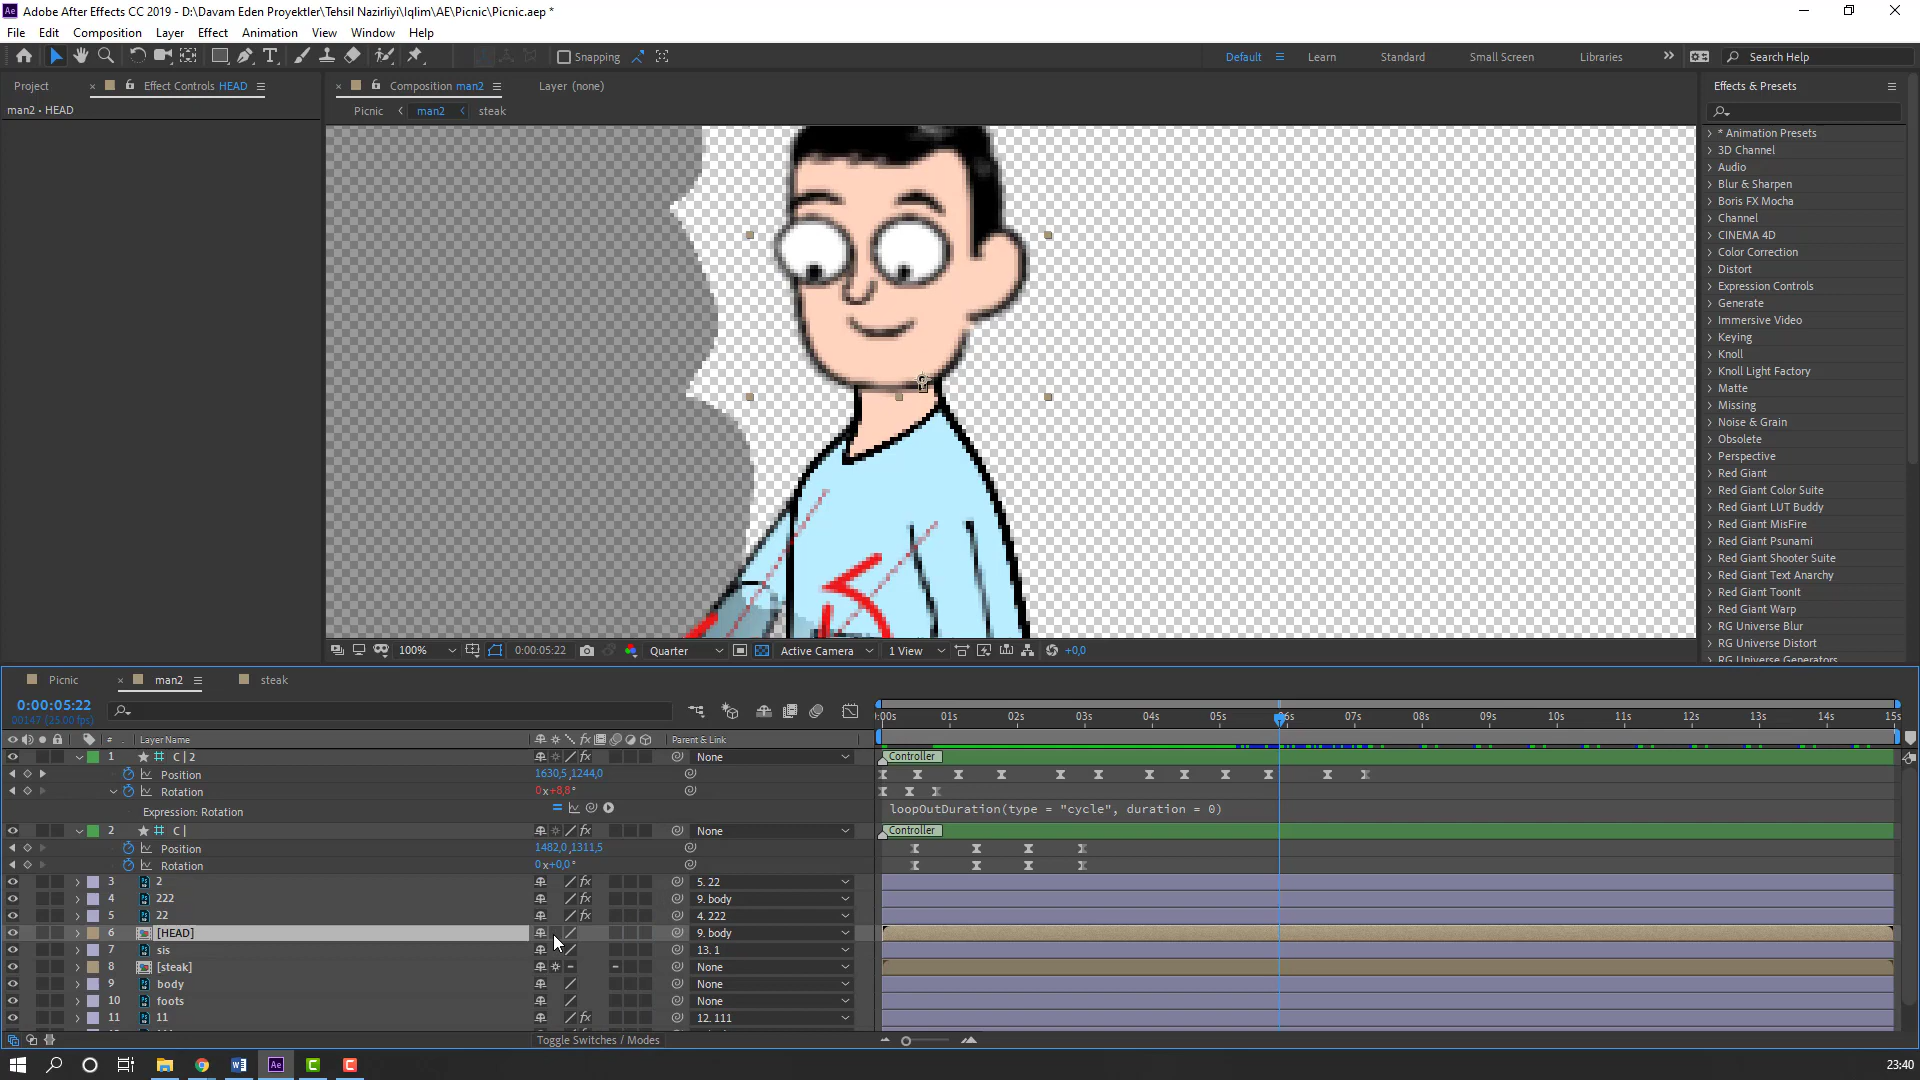 Adobe After Effects CC 2019 - D:\Davam Eden Proyektler\Tehsil Nazirliyi\Iqlim\AE\Picnic\Picnic.aep *
File Edit Composition Layer Effect Animation View Window Help
Snapping
Default Learn Standard Small Screen Libraries
Search Help
Project
Effect Controls HEAD
man2 • HEAD
Composition man2
Layer (none)
Picnic man2 steak
100%
0:00:05:22
Quarter
Active Camera
1 View
+0,0
Effects & Presets
* Animation Presets
3D Channel
Audio
Blur & Sharpen
Boris FX Mocha
Channel
CINEMA 4D
Color Correction
Distort
Expression Controls
Generate
Immersive Video
Keying
Knoll
Knoll Light Factory
Matte
Missing
Noise & Grain
Obsolete
Perspective
Red Giant
Red Giant Color Suite
Red Giant LUT Buddy
Red Giant MisFire
Red Giant Psunami
Red Giant Shooter Suite
Red Giant Text Anarchy
Red Giant ToonIt
Red Giant Warp
RG Universe Blur
RG Universe Distort
RG Universe Generators
Picnic man2 steak
0:00:05:22
00147 (25.00 fps)
:00s 01s 02s 03s 04s 05s 06s 07s 08s 09s 10s 11s 12s 13s 14s 15s
# Layer Name Parent & Link
1 C | 2 None Controller
Position 1630,5,1244,0
Rotation 0x+8,8°
Expression: Rotation loopOutDuration(type = "cycle", duration = 0)
2 C | None Controller
Position 1482,0,1311,5
Rotation 0x+0,0°
3 2 5. 22
4 222 9. body
5 22 4. 222
6 [HEAD] 9. body
7 sis 13. 1
8 [steak] None
9 body None
10 foots None
11 11 12. 111
Toggle Switches / Modes
23:40